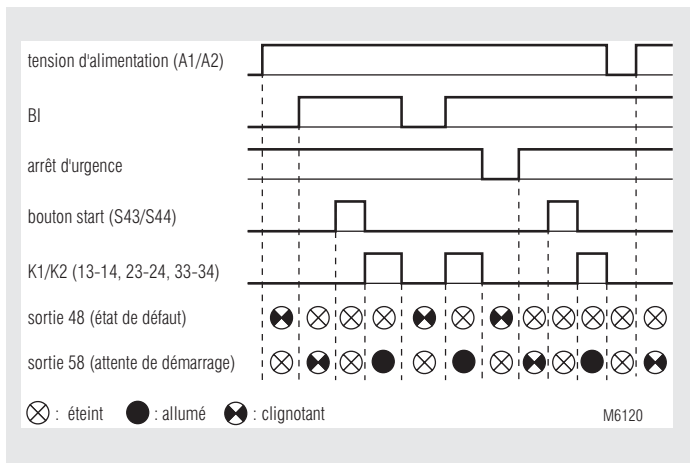 tension d'alimentation (A1/A2)
BI
arrêt d'urgence
bouton start (S43/S44)
K1/K2 (13-14, 23-24, 33-34)
sortie 48 (état de défaut)
sortie 58 (attente de démarrage)
: éteint : allumé : clignotant
M6120